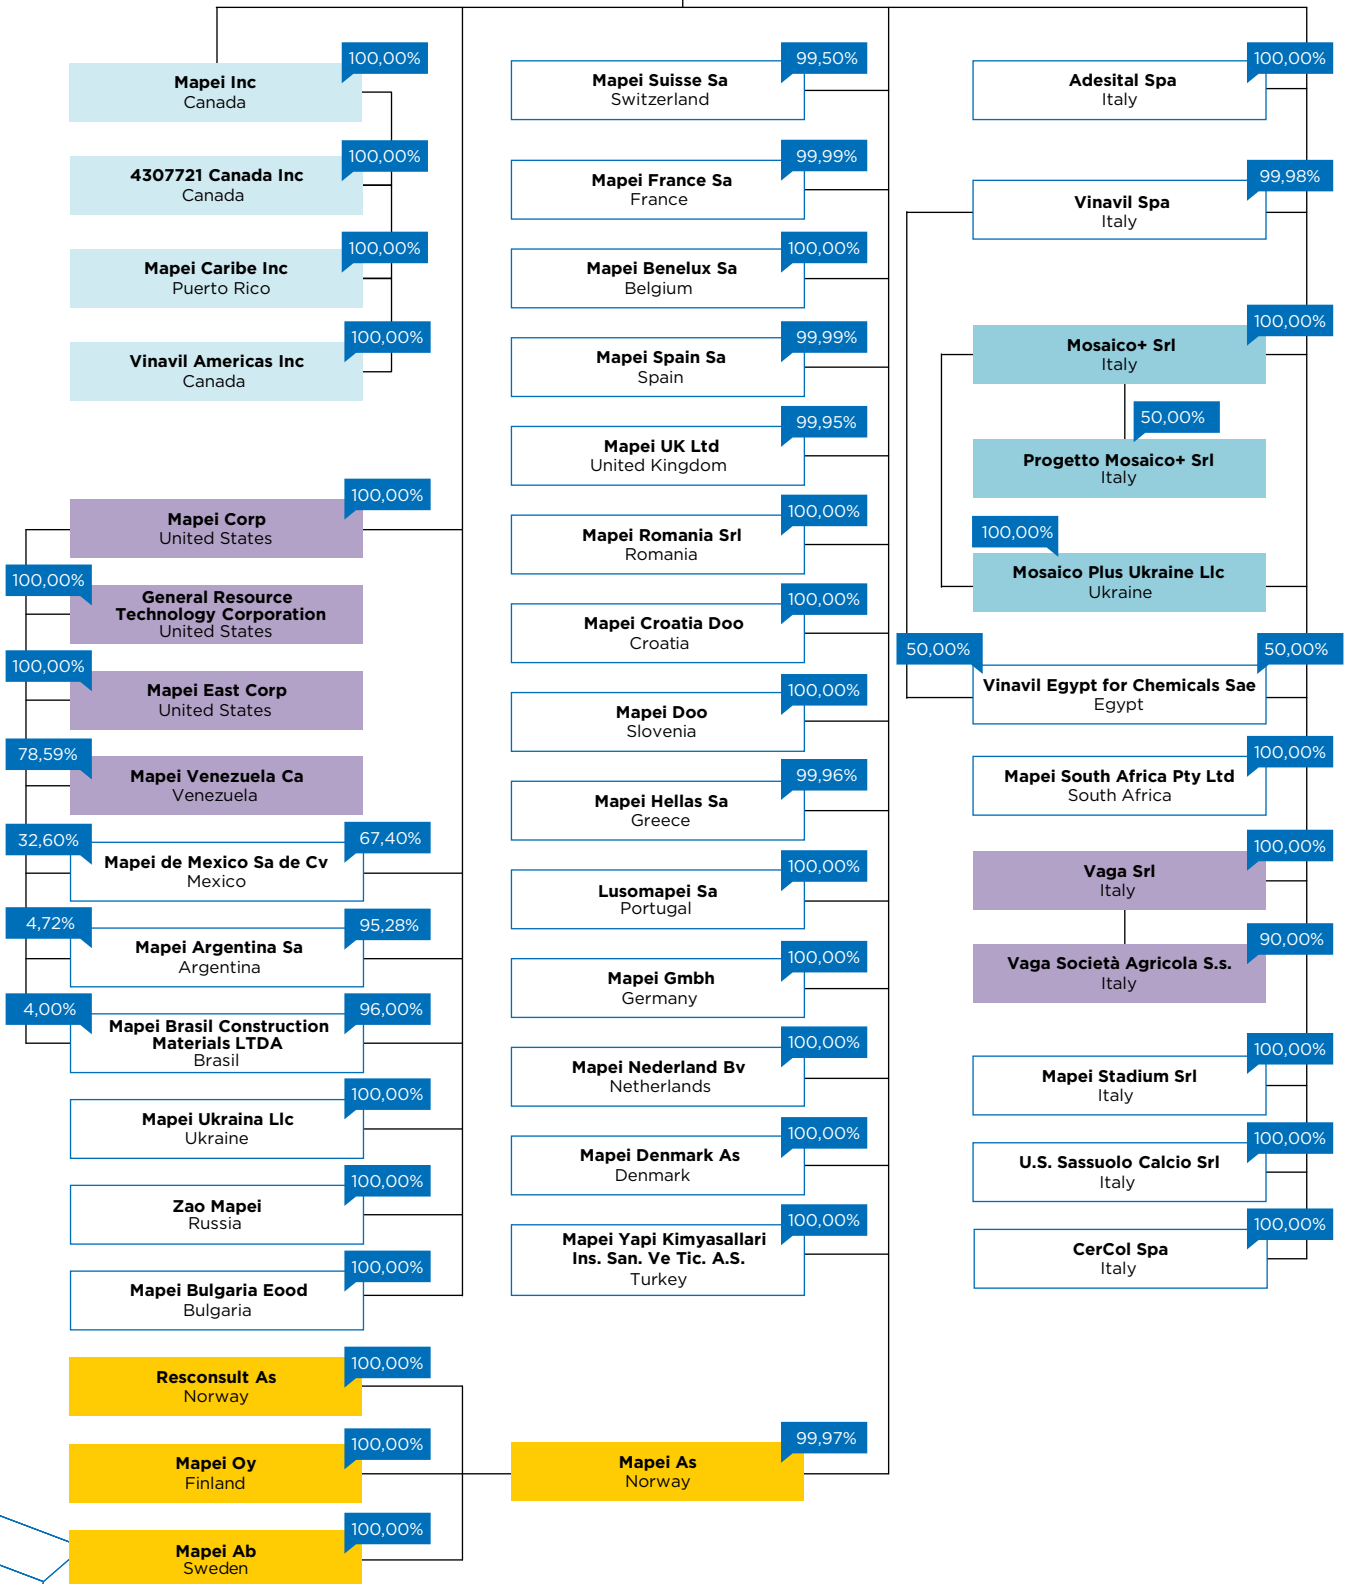 100,00%
Mapei Inc
Canada
100,00%
4307721 Canada Inc
Canada
100,00%
Mapei Caribe Inc
Puerto Rico
100,00%
Vinavil Americas Inc
Canada
100,00%
Mapei Corp
United States
100,00%
General Resource
Technology Corporation
United States
100,00%
Mapei East Corp
United States
78,59%
Mapei Venezuela Ca
Venezuela
32,60%
67,40%
Mapei de Mexico Sa de Cv
Mexico
4,72%
95,28%
Mapei Argentina Sa
Argentina
4,00%
96,00%
Mapei Brasil Construction
Materials LTDA
Brasil
100,00%
Mapei Ukraina Llc
Ukraine
100,00%
Zao Mapei
Russia
100,00%
Mapei Bulgaria Eood
Bulgaria
100,00%
Resconsult As
Norway
100,00%
Mapei Oy
Finland
100,00%
Mapei Ab
Sweden
99,50%
Mapei Suisse Sa
Switzerland
99,99%
Mapei France Sa
France
100,00%
Mapei Benelux Sa
Belgium
99,99%
Mapei Spain Sa
Spain
99,95%
Mapei UK Ltd
United Kingdom
100,00%
Mapei Romania Srl
Romania
100,00%
Mapei Croatia Doo
Croatia
100,00%
Mapei Doo
Slovenia
99,96%
Mapei Hellas Sa
Greece
100,00%
Lusomapei Sa
Portugal
100,00%
Mapei Gmbh
Germany
100,00%
Mapei Nederland Bv
Netherlands
100,00%
Mapei Denmark As
Denmark
100,00%
Mapei Yapi Kimyasallari
Ins. San. Ve Tic. A.S.
Turkey
99,97%
Mapei As
Norway
100,00%
Adesital Spa
Italy
99,98%
Vinavil Spa
Italy
100,00%
Mosaico+ Srl
Italy
50,00%
Progetto Mosaico+ Srl
Italy
100,00%
Mosaico Plus Ukraine Llc
Ukraine
50,00%
50,00%
Vinavil Egypt for Chemicals Sae
Egypt
100,00%
Mapei South Africa Pty Ltd
South Africa
100,00%
Vaga Srl
Italy
90,00%
Vaga Società Agricola S.s.
Italy
100,00%
Mapei Stadium Srl
Italy
100,00%
U.S. Sassuolo Calcio Srl
Italy
100,00%
CerCol Spa
Italy